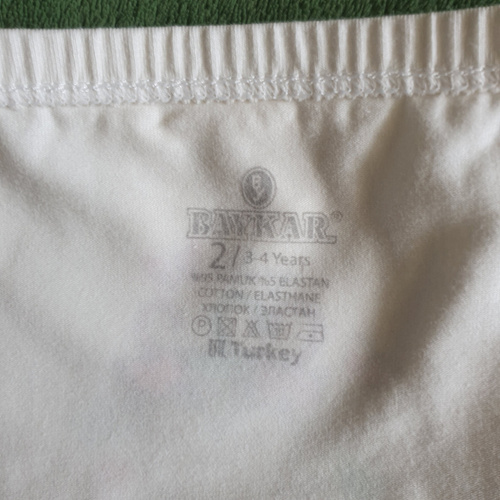 B
BAYKAR®
2/ 3-4 Years
%95 PAMUK %5 ELASTAN
COTTON / ELASTHANE
ХЛОПОК / ЭЛАСТАН
P
Turkey